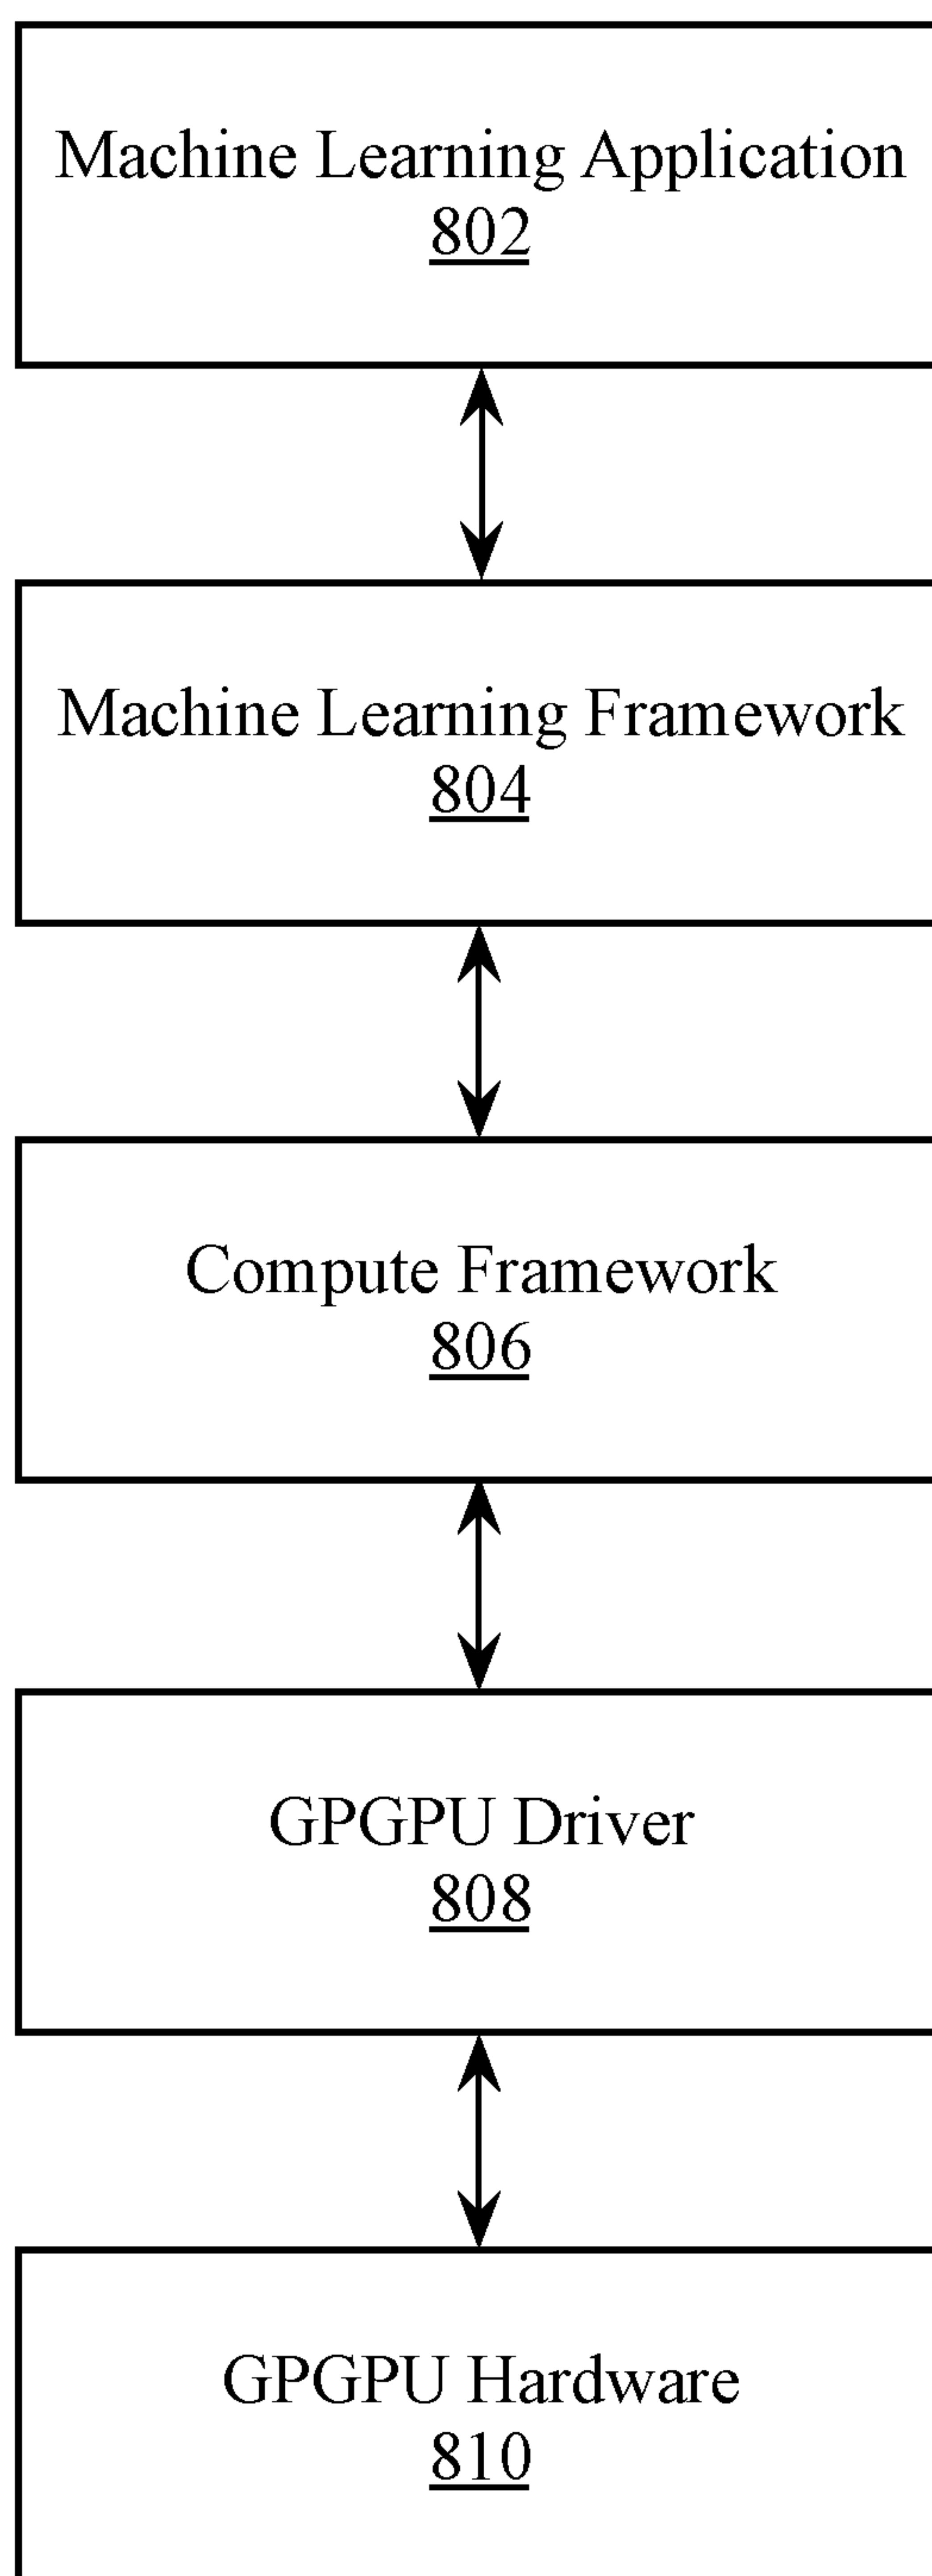 Machine Learning Application
802
Machine Learning Framework
804
Compute Framework
806
GPGPU Driver
808
GPGPU Hardware
810